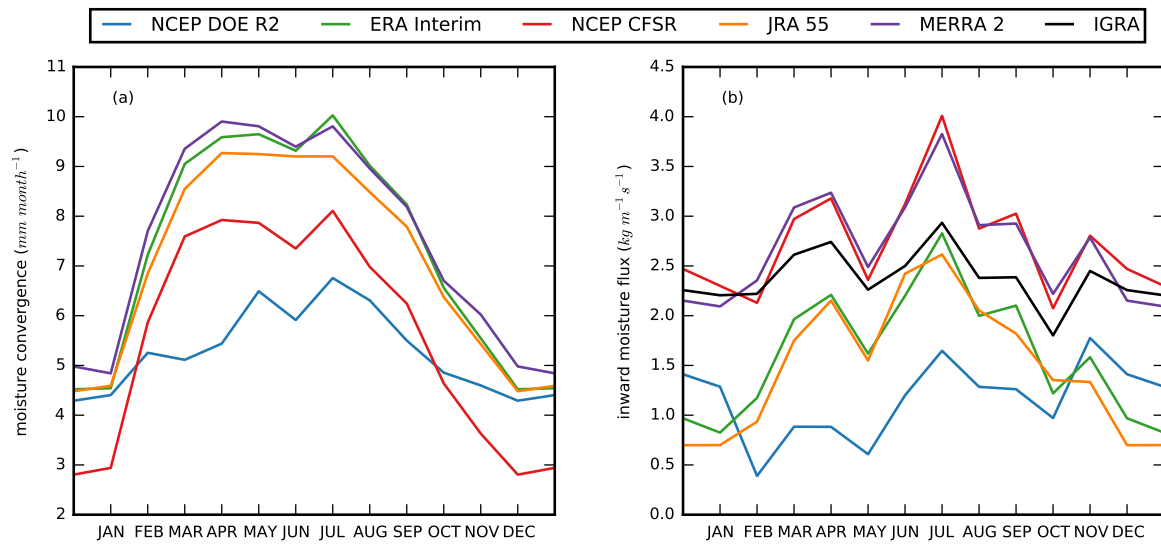 NCEP DOE R2 ERA Interim NCEP CFSR JRA 55 MERRA 2 IGRA
(a)
moisture convergence (mm month⁻¹)
11
10
9
8
7
6
5
4
3
2
JAN FEB MAR APR MAY JUN JUL AUG SEP OCT NOV DEC
(b)
inward moisture flux (kg m⁻¹ s⁻¹)
4.5
4.0
3.5
3.0
2.5
2.0
1.5
1.0
0.5
0.0
JAN FEB MAR APR MAY JUN JUL AUG SEP OCT NOV DEC